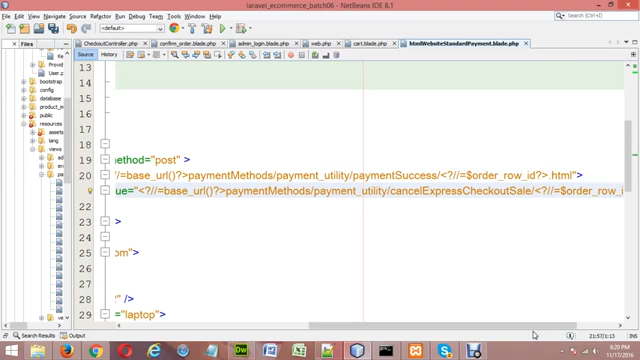 laravel_ecommerce_batch06 - NetBeans IDE 8.1
File Edit View Navigate Source Refactor Run Debug Team Tools Window Help
<default>
Search (Ctrl+I)
Files CheckoutController.php confirm_order.blade.php admin_login.blade.php web.php cart.blade.php htmlWebsiteStandardPayment.blade.php
Source History
Provid
User.p
bootstrap
config
database
product_im
public
resources
assets
lang
views
13
14
15
16
17
18
19 method="post" >
20 //=base_url()?>paymentMethods/payment_utility/paymentSuccess/<?//=$order_row_id?>.html">
ue="<?//=base_url()?>paymentMethods/payment_utility/cancelExpressCheckoutSale/<?//=$order_row_i
22
23 >
24
25 om">
26
27
28 " />
29 ="laptop">
Search Results Output
21:57/1:13
8:20 PM
11/17/2016